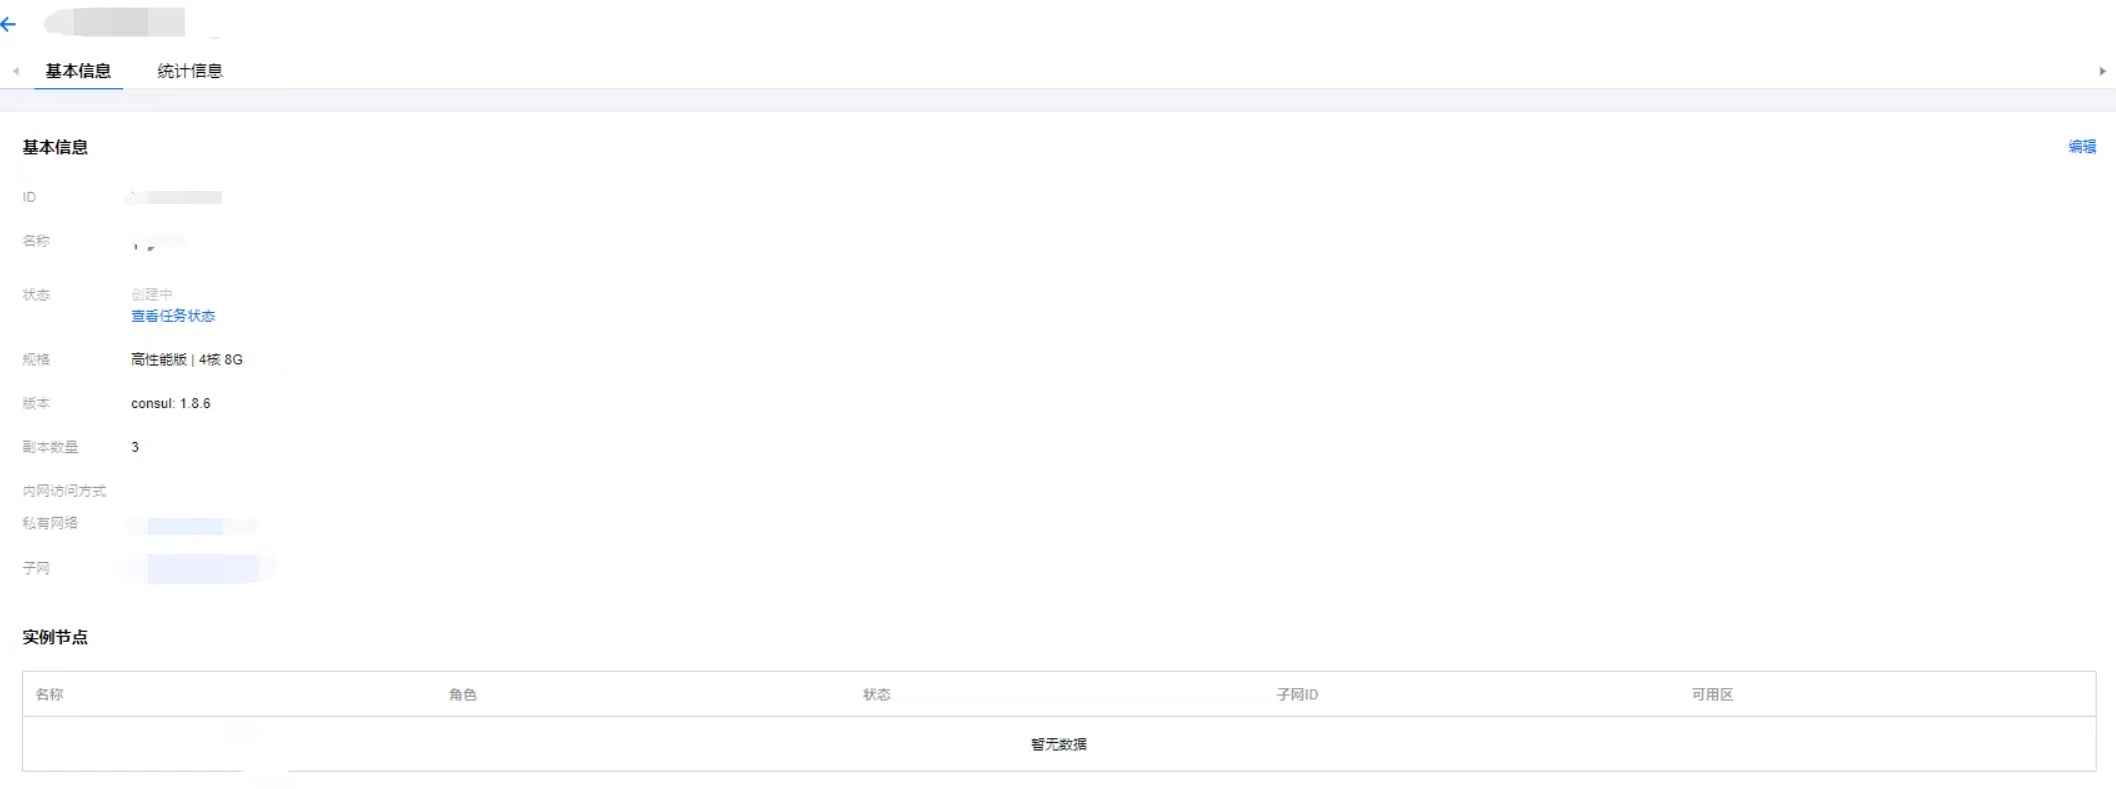 基本信息 统计信息
基本信息 编辑
ID
名称
状态 创建中
查看任务状态
规格 高性能版 | 4核 8G
版本 consul: 1.8.6
副本数量 3
内网访问方式
私有网络
子网
实例节点
名称 角色 状态 子网ID 可用区
暂无数据